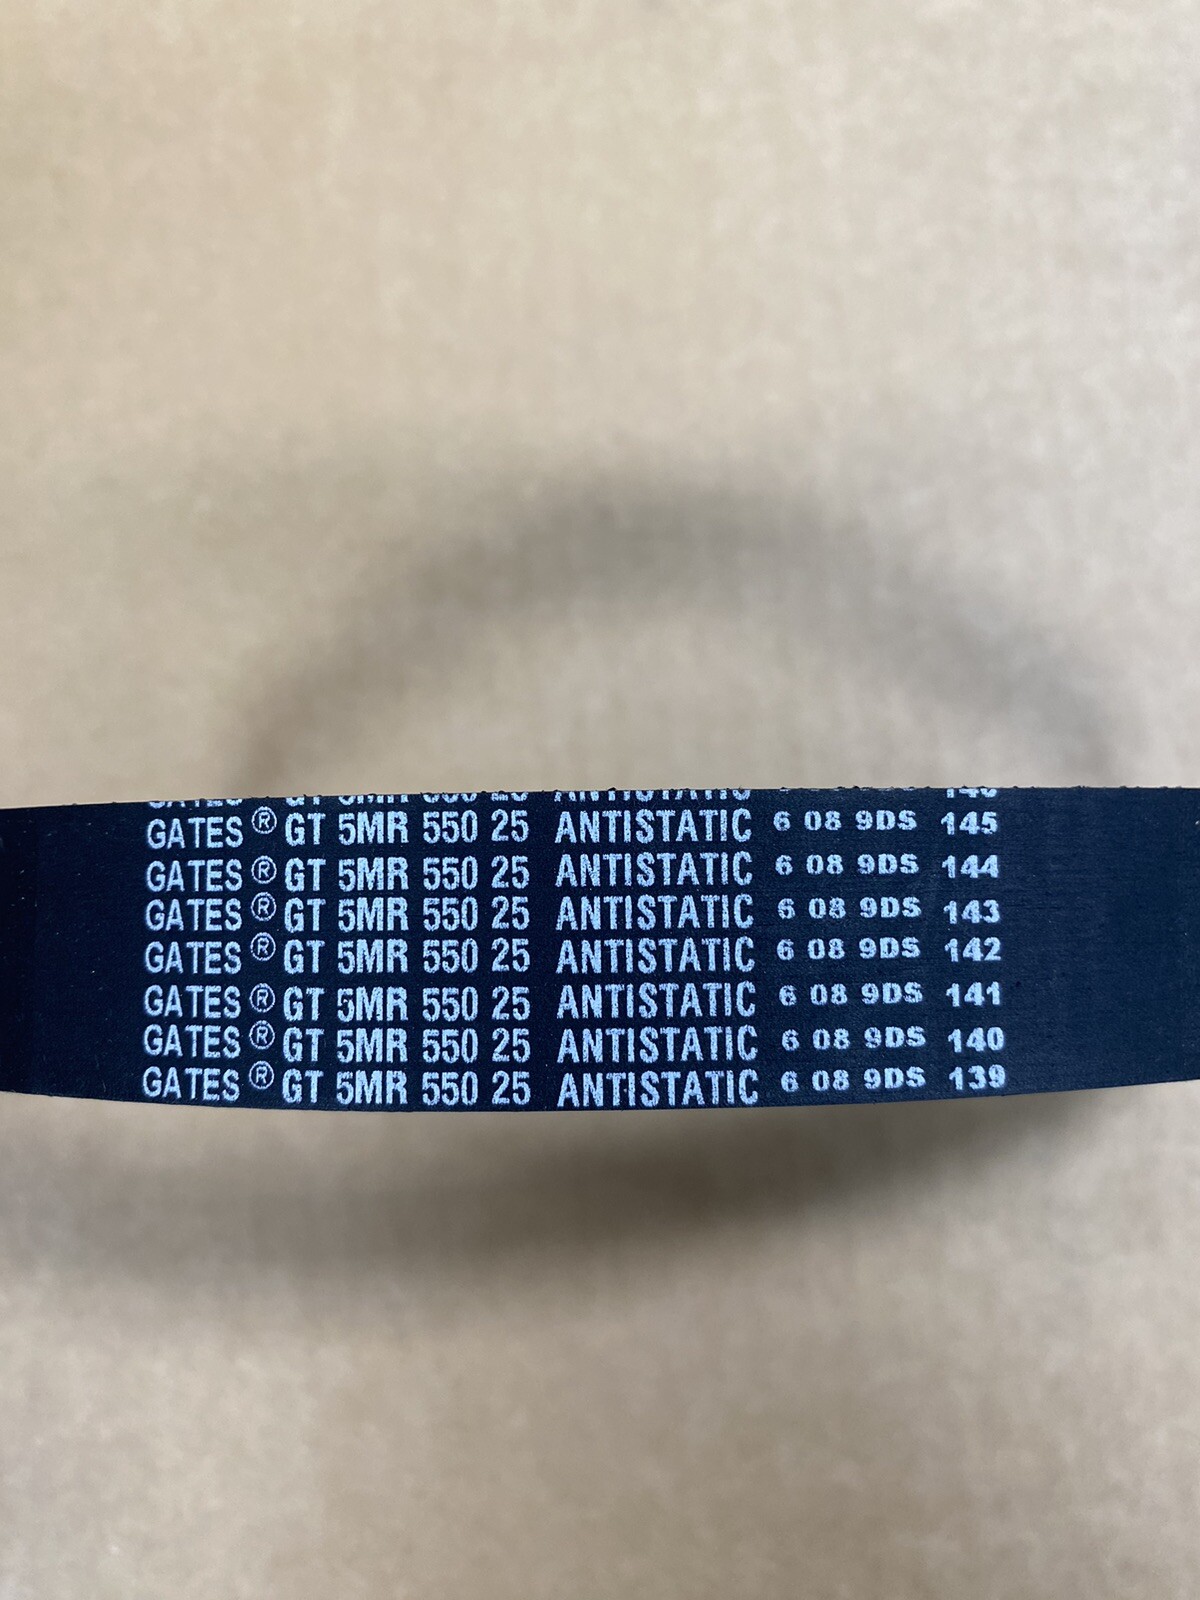 GATES ® GT 5MR 550 25 ANTISTATIC 6 08 9DS 145
GATES ® GT 5MR 550 25 ANTISTATIC 6 08 9DS 144
GATES ® GT 5MR 550 25 ANTISTATIC 6 08 9DS 143
GATES ® GT 5MR 550 25 ANTISTATIC 6 08 9DS 142
GATES ® GT 5MR 550 25 ANTISTATIC 6 08 9DS 141
GATES ® GT 5MR 550 25 ANTISTATIC 6 08 9DS 140
GATES ® GT 5MR 550 25 ANTISTATIC 6 08 9DS 139